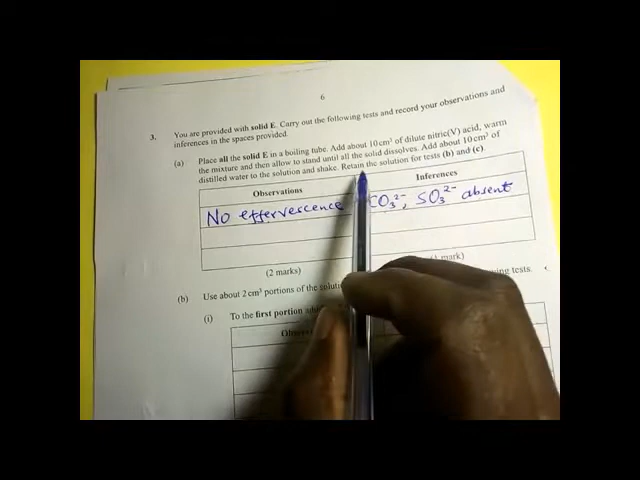 6
3. You are provided with solid E. Carry out the following tests and record your observations and
inferences in the spaces provided.
(a) Place all the solid E in a boiling tube. Add about 10 cm³ of dilute nitric(V) acid, warm
the mixture and then allow to stand until all the solid dissolves. Add about 10 cm³ of
distilled water to the solution and shake. Retain the solution for tests (b) and (c).
Observations Inferences
No effervescence CO₃²⁻, SO₃²⁻ absent
(2 marks) mark)
(b) Use about 2 cm³ portions of the tests.
(i) To the first portion